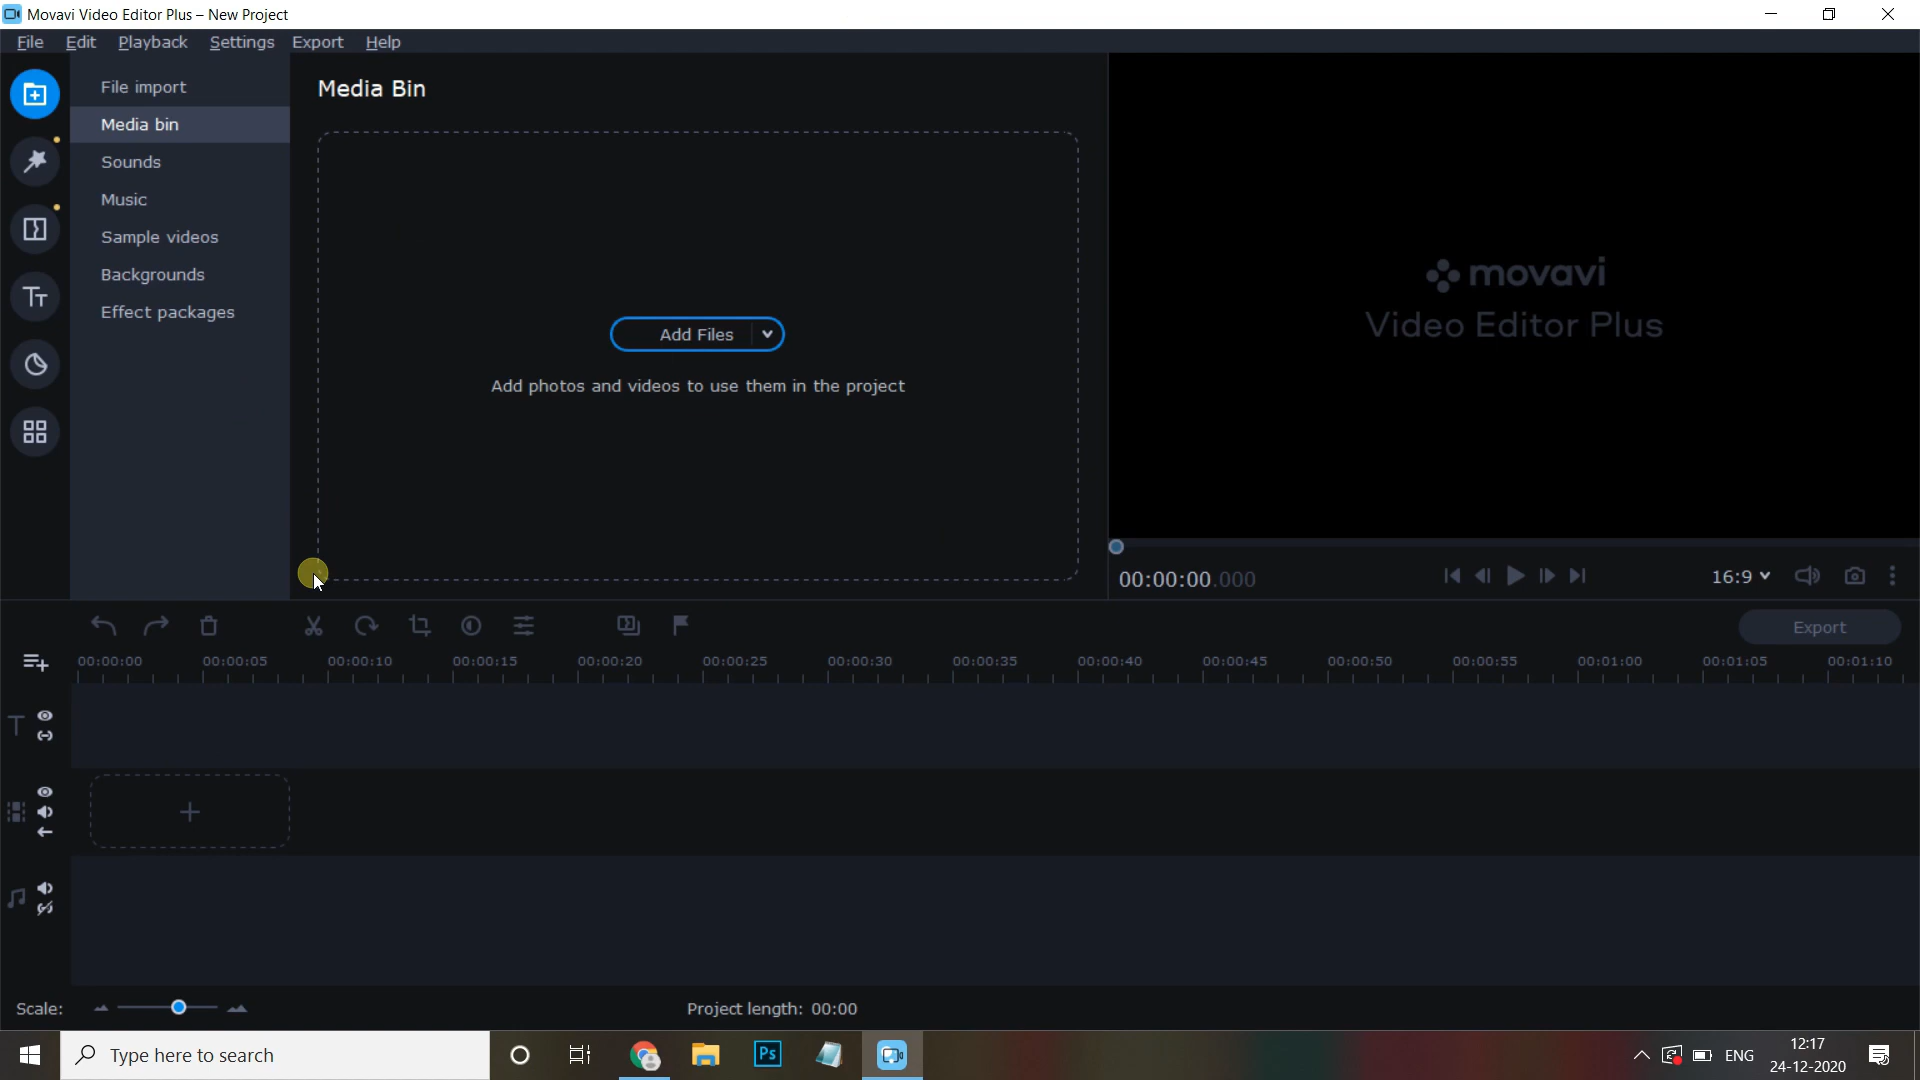 Movavi Video Editor Plus – New Project
File Edit Playback Settings Export Help
File import
Media bin
Sounds
Music
Sample videos
Backgrounds
Effect packages
Media Bin
Add Files
Add photos and videos to use them in the project
movavi
Video Editor Plus
00:00:00.000
16:9
Export
00:00:00 00:00:05 00:00:10 00:00:15 00:00:20 00:00:25 00:00:30 00:00:35 00:00:40 00:00:45 00:00:50 00:00:55 00:01:00 00:01:05 00:01:10
Scale:
Project length: 00:00
Type here to search
Ps
ENG
12:17
24-12-2020